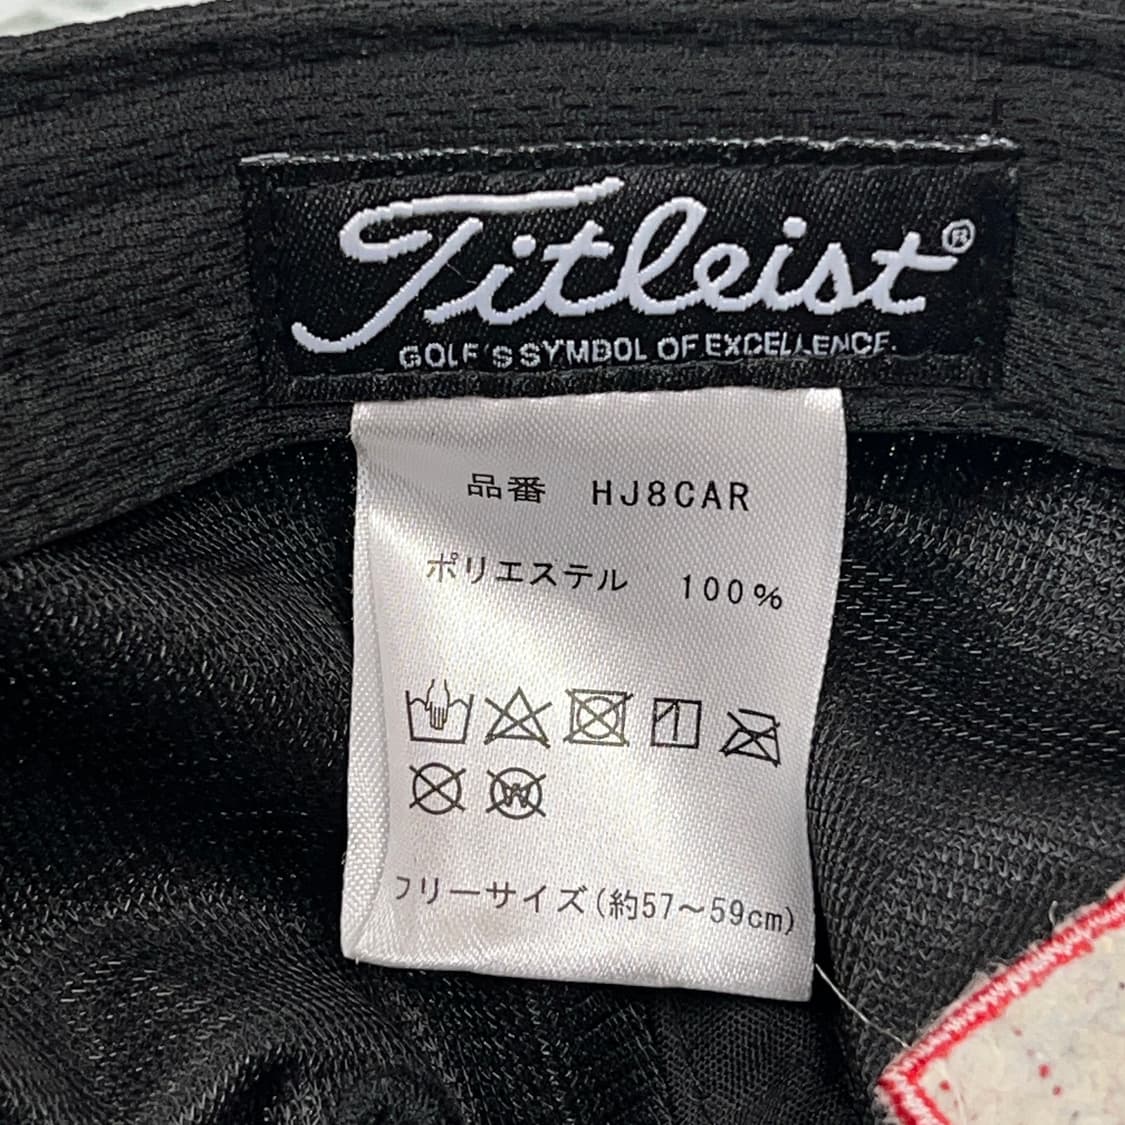 Titleist®
GOLF'S SYMBOL OF EXCELLENCE.
品番 HJ8CAR
ポリエステル 100%
W
フリーサイズ(約57~59cm)